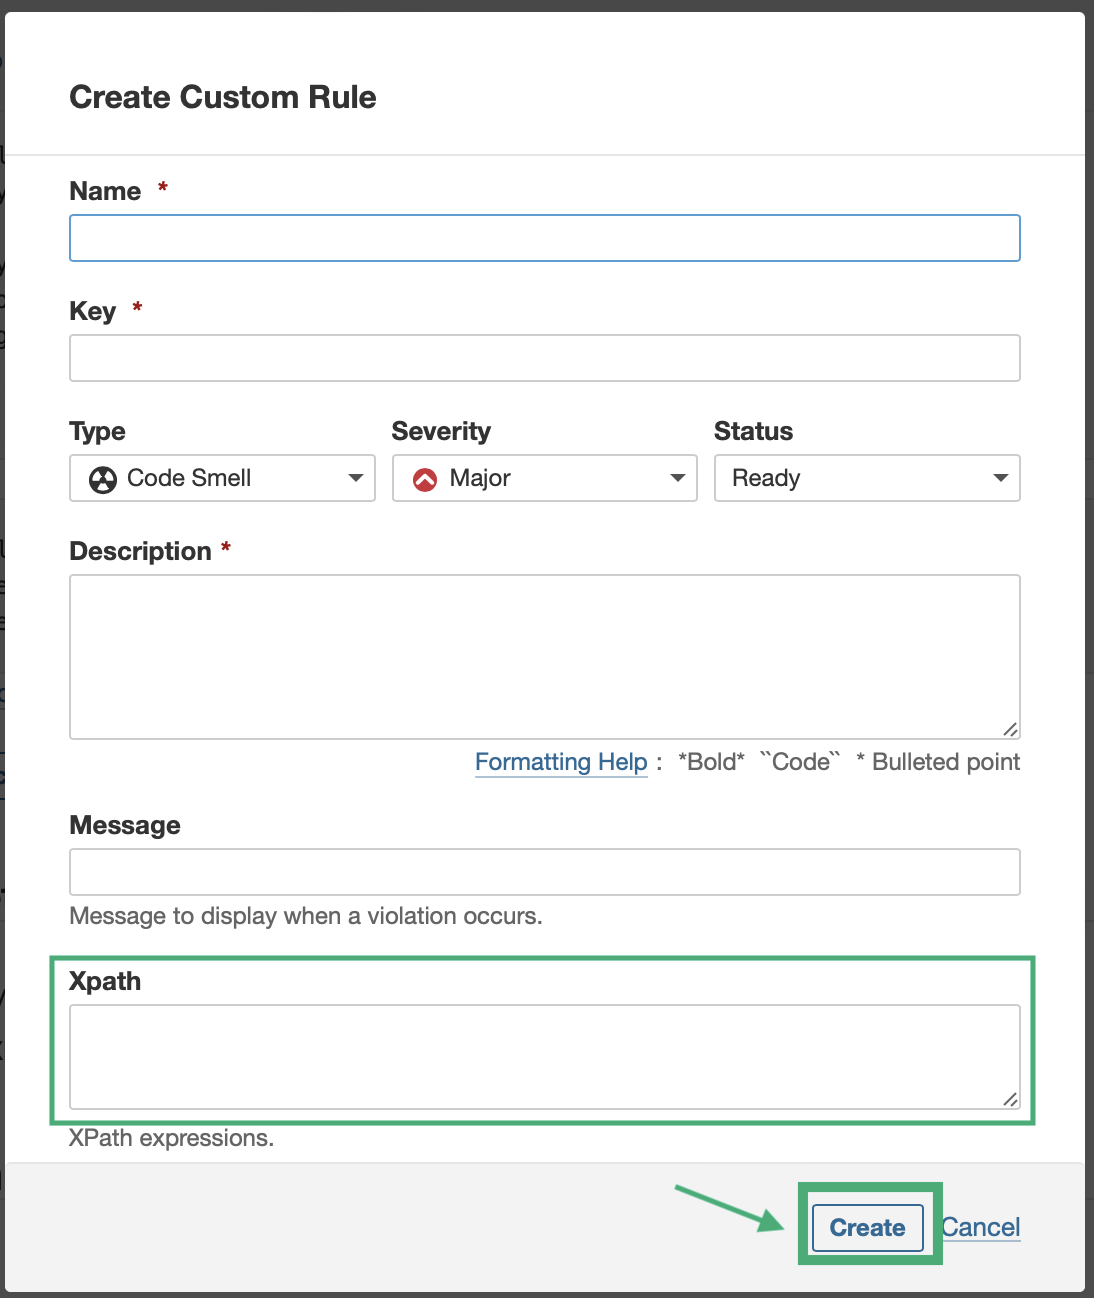 Create Custom Rule
Name *
Key *
Type Severity Status
Code Smell Major Ready
Description *
Formatting Help : *Bold* ``Code`` * Bulleted point
Message
Message to display when a violation occurs.
Xpath
XPath expressions.
Create Cancel